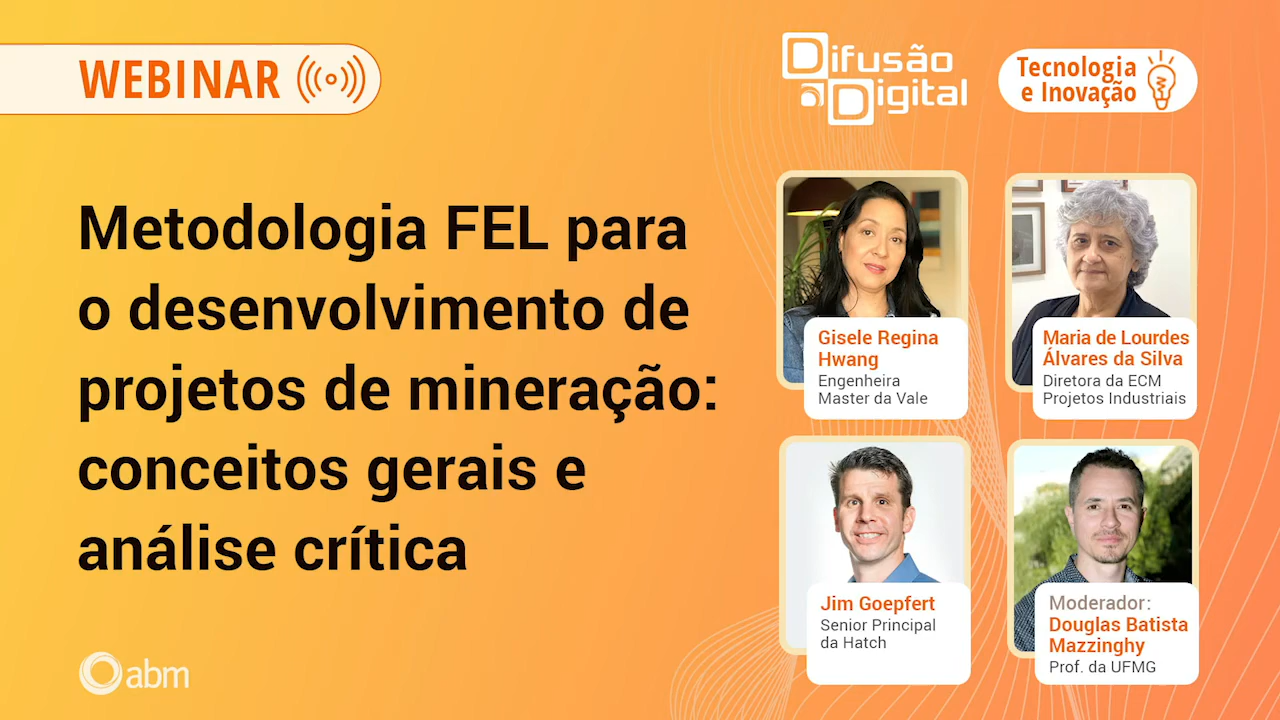 WEBINAR
Difusão
Digital
Tecnologia
e Inovação
Metodologia FEL para
o desenvolvimento de
projetos de mineração:
conceitos gerais e
análise crítica
Gisele Regina
Hwang
Engenheira
Master da Vale
Maria de Lourdes
Álvares da Silva
Diretora da ECM
Projetos Industriais
Jim Goepfert
Senior Principal
da Hatch
Moderador:
Douglas Batista
Mazzinghy
Prof. da UFMG
abm